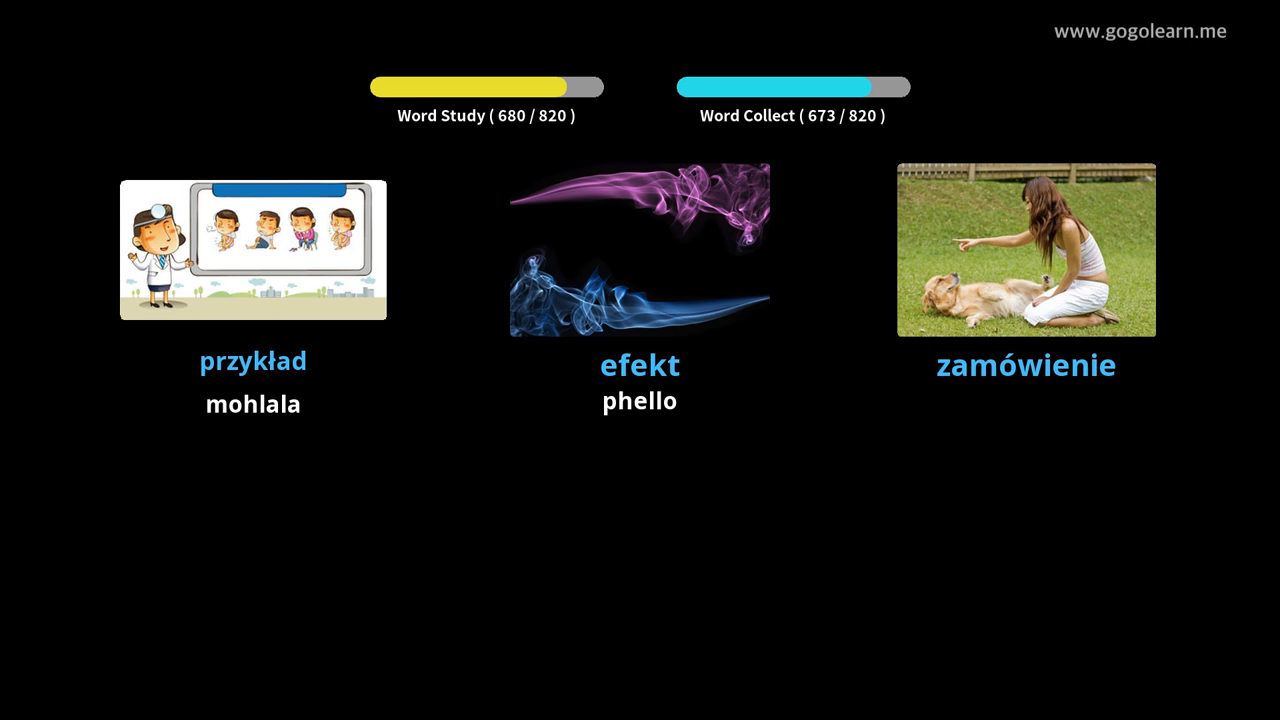 www.gogolearn.me
Word Study ( 680 / 820 )
Word Collect ( 673 / 820 )
przykład
mohlala
efekt
phello
zamówienie